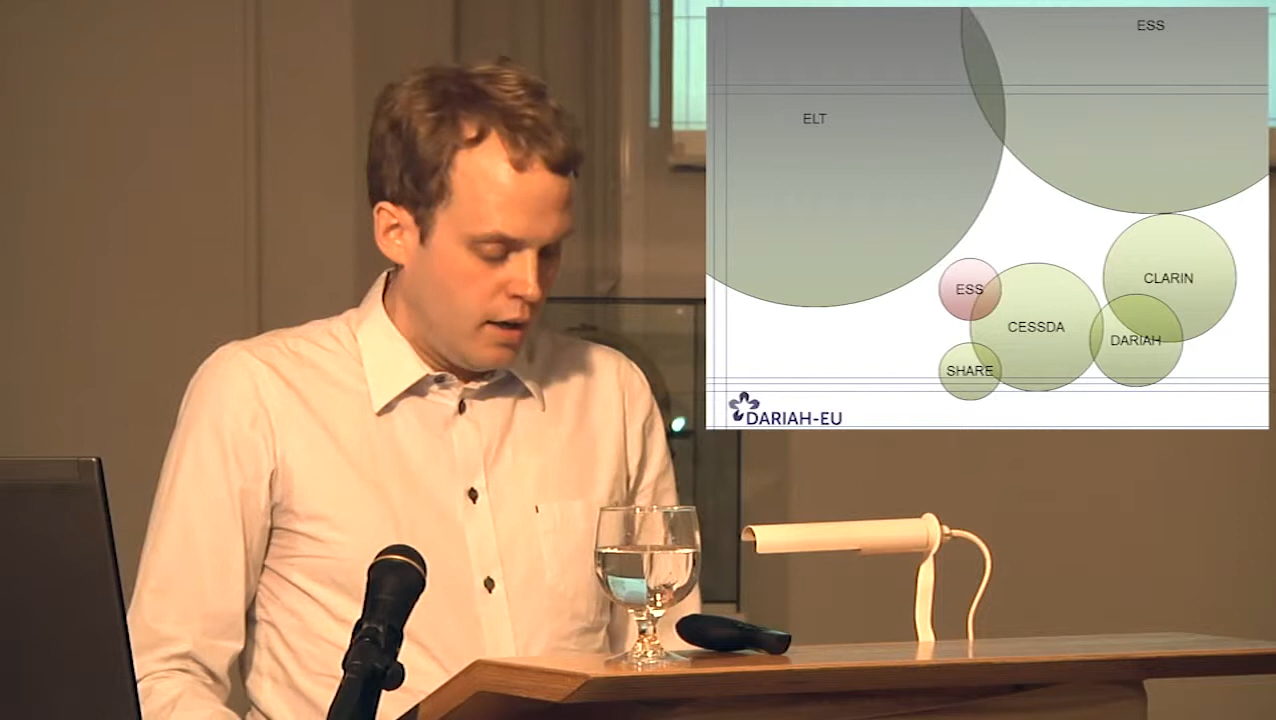 ESS
ELT
CLARIN
ESS
CESSDA
DARIAH
SHARE
DARIAH-EU